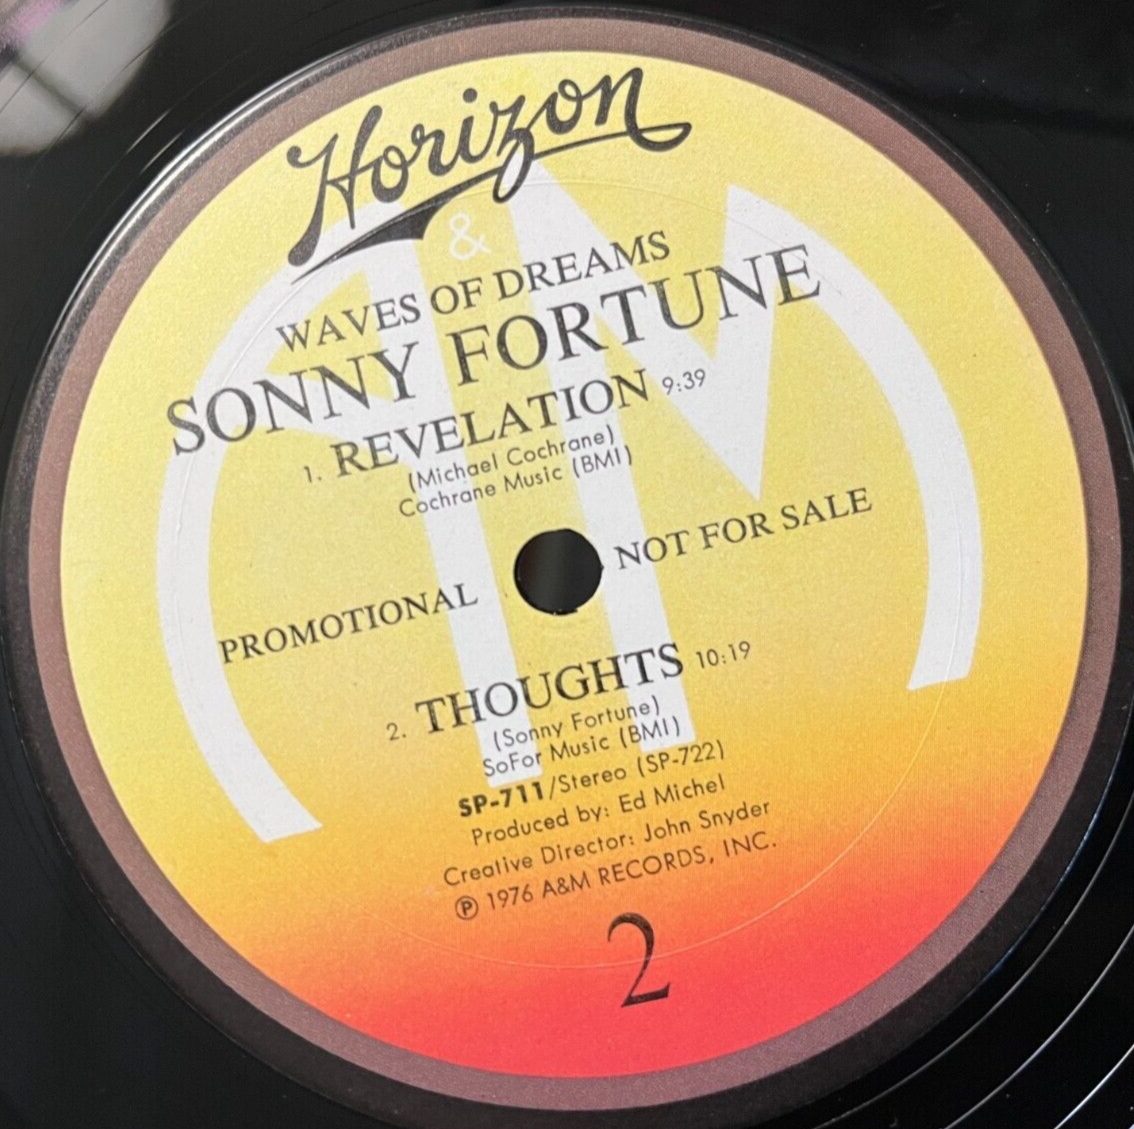 Horizon
&
WAVES OF DREAMS
SONNY FORTUNE
1. REVELATION 9:39
(Michael Cochrane)
Cochrane Music (BMI)
PROMOTIONAL NOT FOR SALE
2. THOUGHTS 10:19
(Sonny Fortune)
SoFor Music (BMI)
SP-711/Stereo (SP-722)
Produced by: Ed Michel
Creative Director: John Snyder
℗ 1976 A&M RECORDS, INC.
2